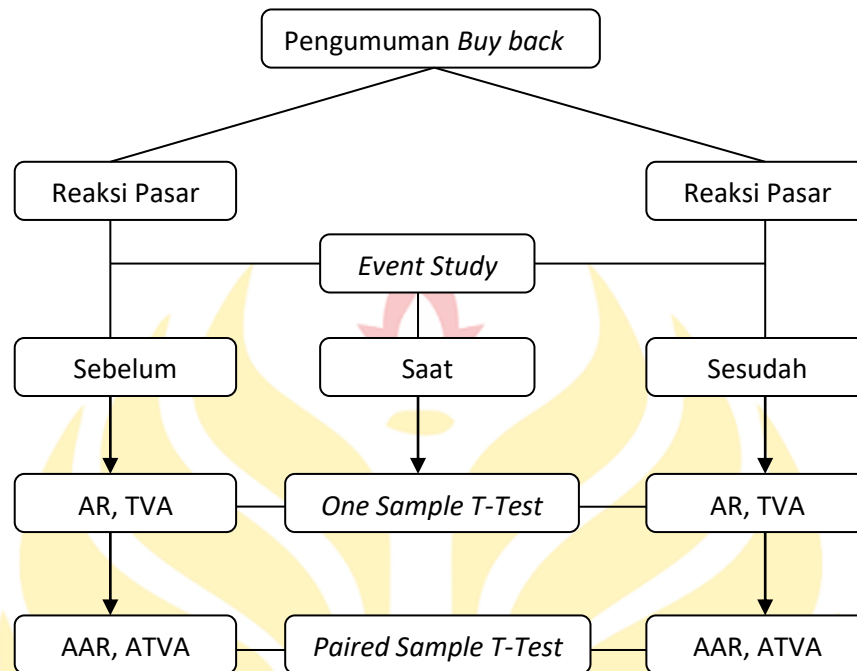 Pengumuman Buy back
Reaksi Pasar
Reaksi Pasar
Event Study
Sebelum
Saat
Sesudah
AR, TVA
One Sample T-Test
AR, TVA
AAR, ATVA
Paired Sample T-Test
AAR, ATVA